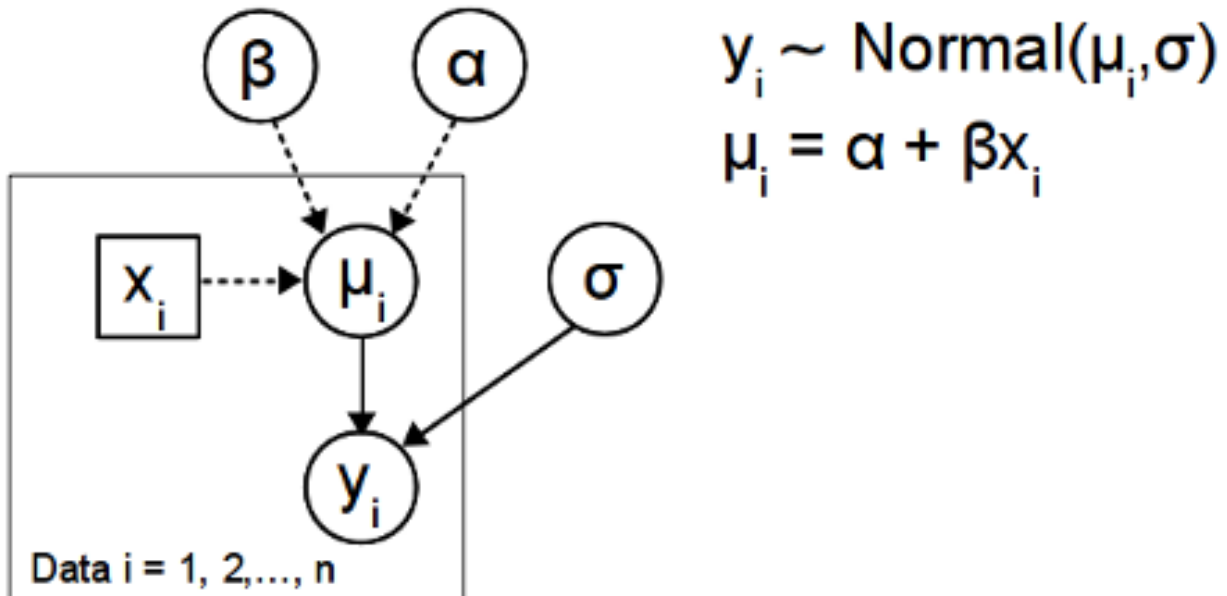 β
α
y_i ~ Normal(μ_i,σ)
μ_i = α + βx_i
x_i
μ_i
σ
y_i
Data i = 1, 2,..., n